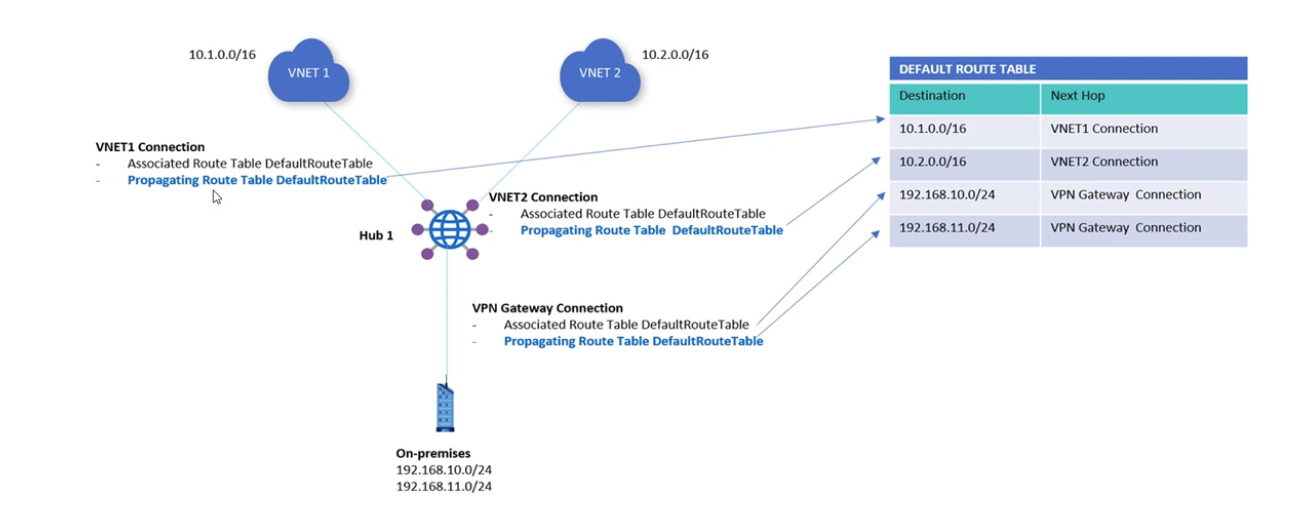 10.1.0.0/16
VNET 1
VNET 2
10.2.0.0/16
VNET1 Connection
- Associated Route Table DefaultRouteTable
- Propagating Route Table DefaultRouteTable
Hub 1
VNET2 Connection
- Associated Route Table DefaultRouteTable
- Propagating Route Table DefaultRouteTable
VPN Gateway Connection
- Associated Route Table DefaultRouteTable
- Propagating Route Table DefaultRouteTable
On-premises
192.168.10.0/24
192.168.11.0/24
DEFAULT ROUTE TABLE
Destination Next Hop
10.1.0.0/16 VNET1 Connection
10.2.0.0/16 VNET2 Connection
192.168.10.0/24 VPN Gateway Connection
192.168.11.0/24 VPN Gateway Connection